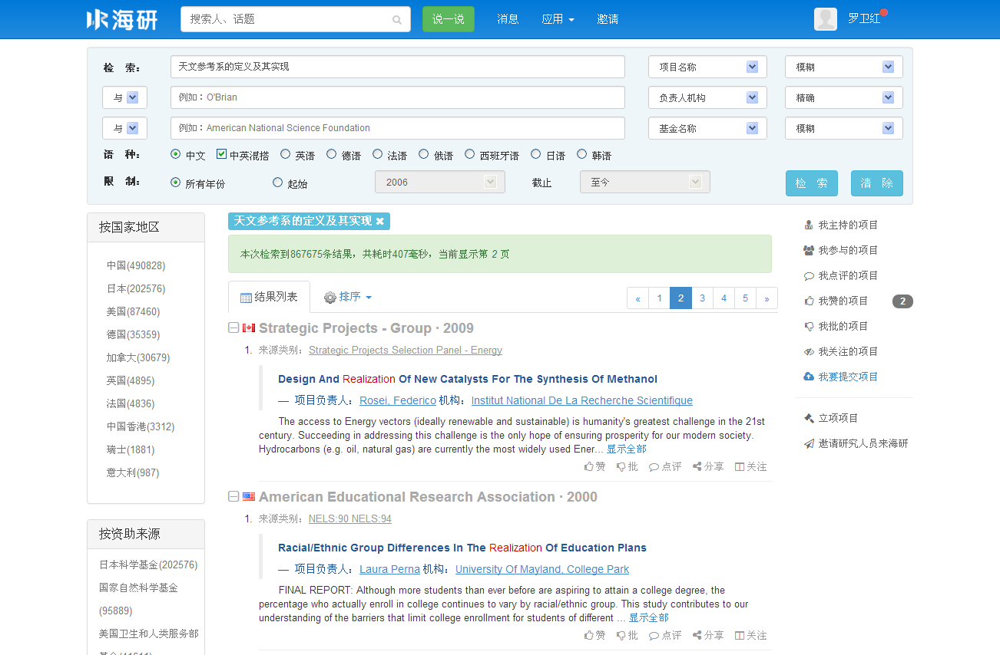 海研 搜索人、话题 说一说 消息 应用 邀请 罗卫红
检 索: 天文参考系的定义及其实现 项目名称 模糊
与 例如：O'Brian 负责人机构 精确
与 例如：American National Science Foundation 基金名称 模糊
语 种: 中文 中英混搭 英语 德语 法语 俄语 西班牙语 日语 韩语
限 制: 所有年份 起始 2006 截止 至今 检 索 清 除
按国家地区
中国(490828)
日本(202576)
美国(87460)
德国(35359)
加拿大(30679)
英国(4895)
法国(4836)
中国香港(3312)
瑞士(1881)
意大利(987)
按资助来源
日本科学基金(202576)
国家自然科学基金
(95889)
美国卫生和人类服务部
天文参考系的定义及其实现 ✖
本次检索到867675条结果，共耗时407毫秒，当前显示第 2 页
结果列表 排序 « 1 2 3 4 5 »
Strategic Projects - Group · 2009
1. 来源类别: Strategic Projects Selection Panel - Energy
Design And Realization Of New Catalysts For The Synthesis Of Methanol
— 项目负责人: Rosei, Federico 机构: Institut National De La Recherche Scientifique
The access to Energy vectors (ideally renewable and sustainable) is humanity's greatest challenge in the 21st
century. Succeeding in addressing this challenge is the only hope of ensuring prosperity for our modern society.
Hydrocarbons (e.g. oil, natural gas) are currently the most widely used Ener... 显示全部
赞 批 点评 分享 关注
American Educational Research Association · 2000
1. 来源类别: NELS:90 NELS:94
Racial/Ethnic Group Differences In The Realization Of Education Plans
— 项目负责人: Laura Perna 机构: University Of Mayland, College Park
FINAL REPORT: Although more students than ever before are aspiring to attain a college degree, the
percentage who actually enroll in college continues to vary by racial/ethnic group. This study contributes to our
understanding of the barriers that limit college enrollment for students of different ... 显示全部
赞 批 点评 分享 关注
我主持的项目
我参与的项目
我点评的项目
我赞的项目 2
我批的项目
我关注的项目
我要提交项目
立项项目
邀请研究人员来海研